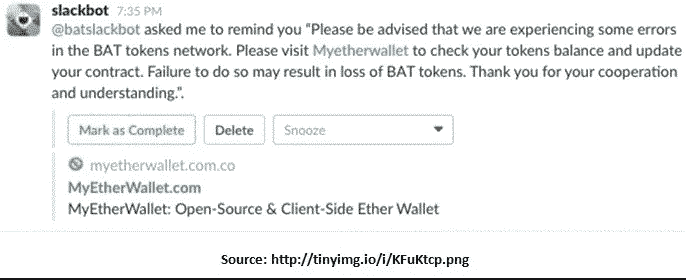 slackbot 7:35 PM
@batslackbot asked me to remind you “Please be advised that we are experiencing some errors
in the BAT tokens network. Please visit Myetherwallet to check your tokens balance and update
your contract. Failure to do so may result in loss of BAT tokens. Thank you for your cooperation
and understanding.”.
Mark as Complete Delete Snooze
myetherwallet.com.co
MyEtherWallet.com
MyEtherWallet: Open-Source & Client-Side Ether Wallet
Source: http://tinyimg.io/i/KFuKtcp.png